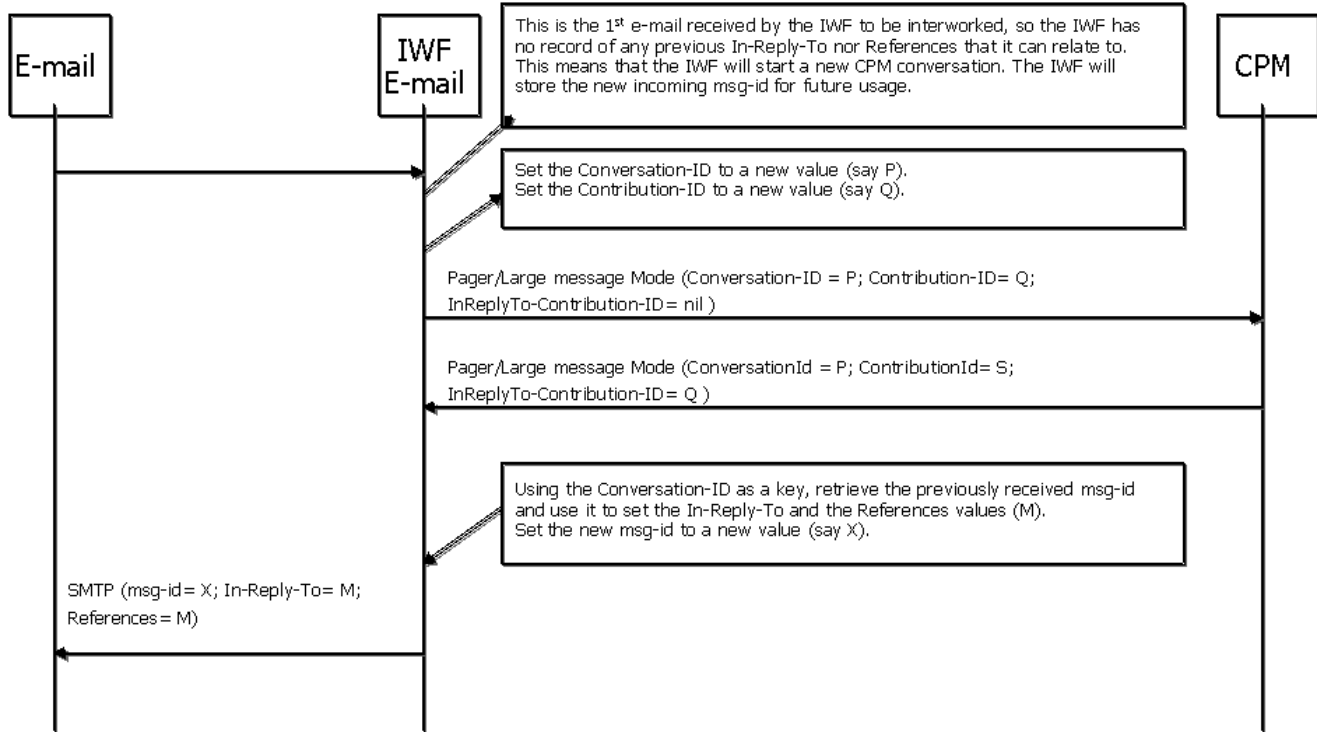 E-mail
IWF
E-mail
CPM
This is the 1st e-mail received by the IWF to be interworked, so the IWF has
no record of any previous In-Reply-To nor References that it can relate to.
This means that the IWF will start a new CPM conversation. The IWF will
store the new incoming msg-id for future usage.
Set the Conversation-ID to a new value (say P).
Set the Contribution-ID to a new value (say Q).
Pager/Large message Mode (Conversation-ID = P; Contribution-ID= Q;
InReplyTo-Contribution-ID= nil )
Pager/Large message Mode (ConversationId = P; ContributionId= S;
InReplyTo-Contribution-ID= Q )
Using the Conversation-ID as a key, retrieve the previously received msg-id
and use it to set the In-Reply-To and the References values (M).
Set the new msg-id to a new value (say X).
SMTP (msg-id= X; In-Reply-To= M;
References= M)